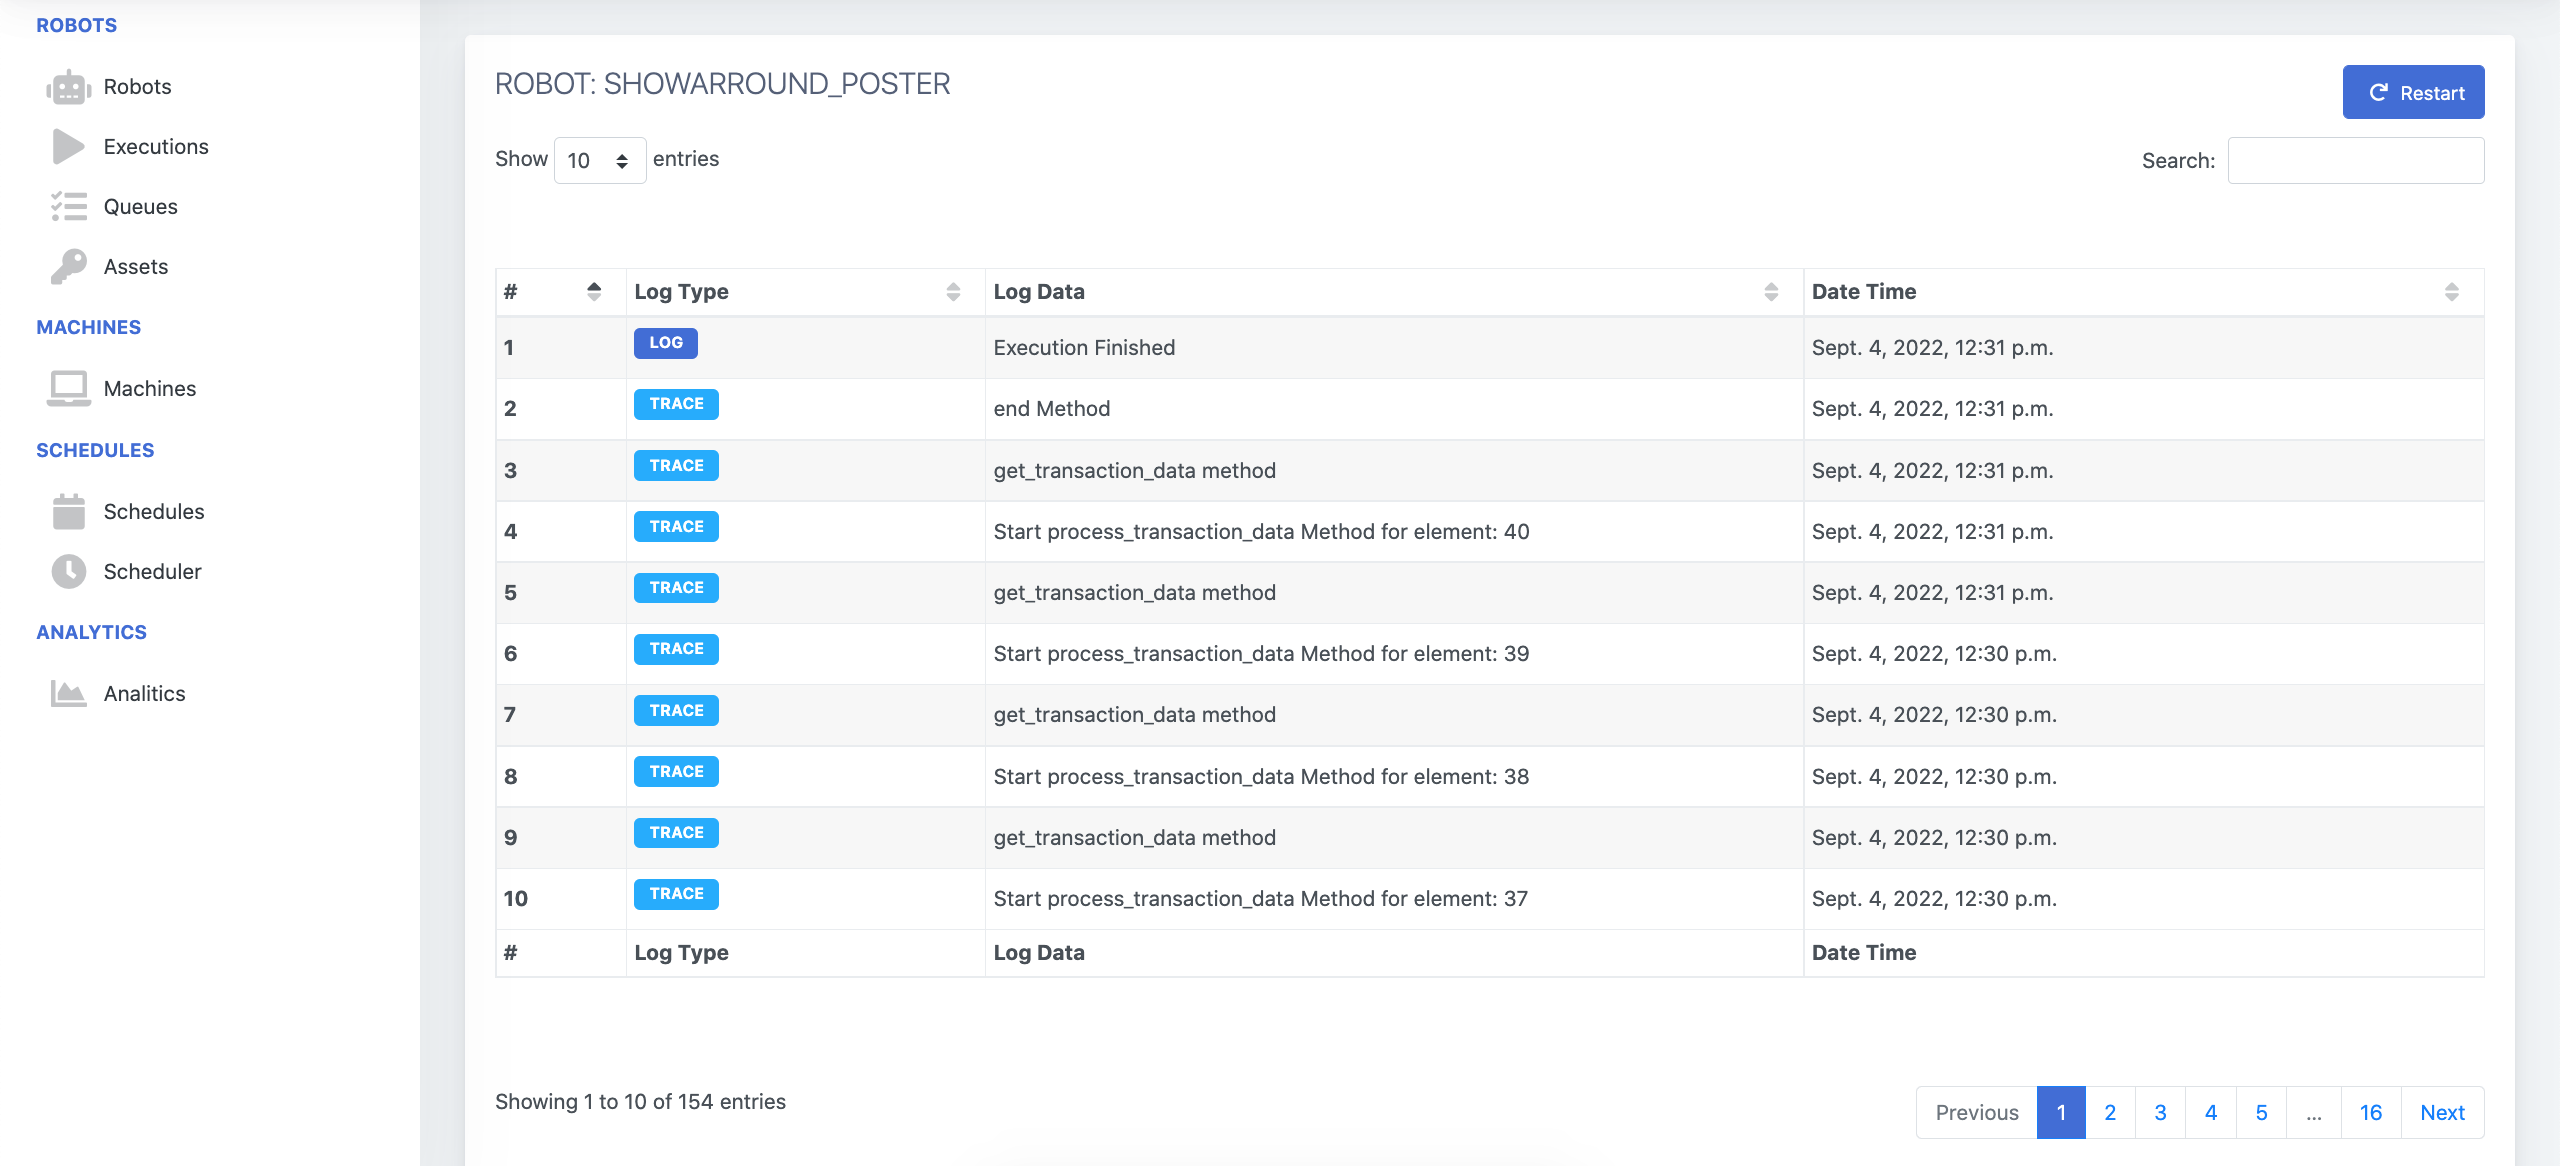 ROBOTS
Robots
Executions
Queues
Assets
MACHINES
Machines
SCHEDULES
Schedules
Scheduler
ANALYTICS
Analitics
ROBOT: SHOWARROUND_POSTER
Restart
Show 10 entries
Search:
# Log Type Log Data Date Time
1 LOG Execution Finished Sept. 4, 2022, 12:31 p.m.
2 TRACE end Method Sept. 4, 2022, 12:31 p.m.
3 TRACE get_transaction_data method Sept. 4, 2022, 12:31 p.m.
4 TRACE Start process_transaction_data Method for element: 40 Sept. 4, 2022, 12:31 p.m.
5 TRACE get_transaction_data method Sept. 4, 2022, 12:31 p.m.
6 TRACE Start process_transaction_data Method for element: 39 Sept. 4, 2022, 12:30 p.m.
7 TRACE get_transaction_data method Sept. 4, 2022, 12:30 p.m.
8 TRACE Start process_transaction_data Method for element: 38 Sept. 4, 2022, 12:30 p.m.
9 TRACE get_transaction_data method Sept. 4, 2022, 12:30 p.m.
10 TRACE Start process_transaction_data Method for element: 37 Sept. 4, 2022, 12:30 p.m.
# Log Type Log Data Date Time
Showing 1 to 10 of 154 entries
Previous 1 2 3 4 5 ... 16 Next